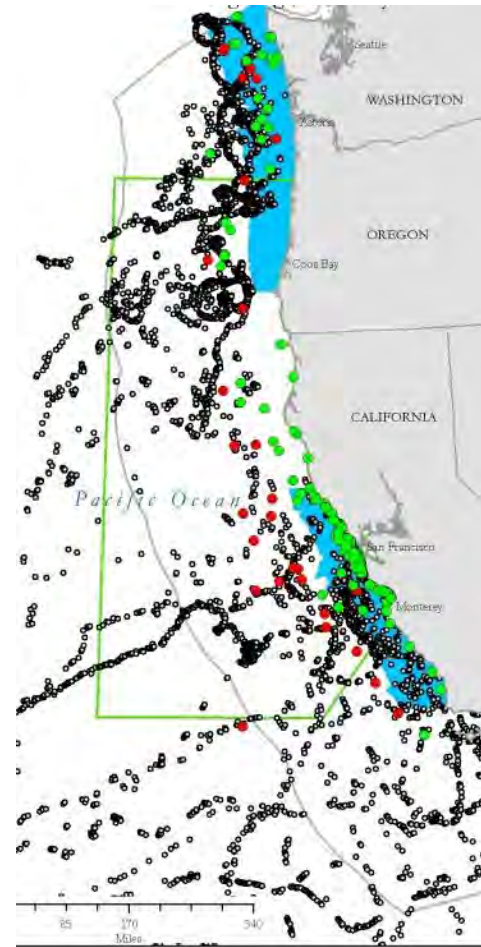 Seattle
WASHINGTON
Astoria
OREGON
Coos Bay
CALIFORNIA
Pacific Ocean
San Francisco
Monterey
85 170 340
Miles